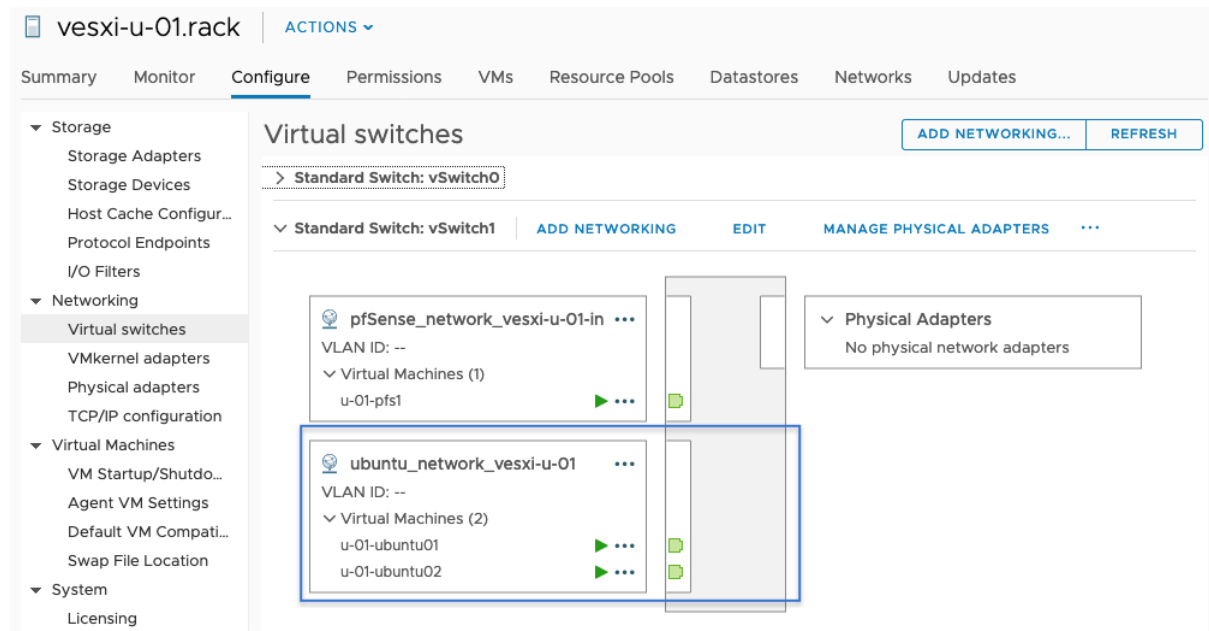 vesxi-u-01.rack ACTIONS
Summary Monitor Configure Permissions VMs Resource Pools Datastores Networks Updates
Storage
Storage Adapters
Storage Devices
Host Cache Configur...
Protocol Endpoints
I/O Filters
Networking
Virtual switches
VMkernel adapters
Physical adapters
TCP/IP configuration
Virtual Machines
VM Startup/Shutdo...
Agent VM Settings
Default VM Compati...
Swap File Location
System
Licensing
Virtual switches
ADD NETWORKING... REFRESH
Standard Switch: vSwitch0
Standard Switch: vSwitch1 ADD NETWORKING EDIT MANAGE PHYSICAL ADAPTERS ...
pfSense_network_vesxi-u-01-in ...
VLAN ID: --
Virtual Machines (1)
u-01-pfs1 ...
ubuntu_network_vesxi-u-01 ...
VLAN ID: --
Virtual Machines (2)
u-01-ubuntu01 ...
u-01-ubuntu02 ...
Physical Adapters
No physical network adapters